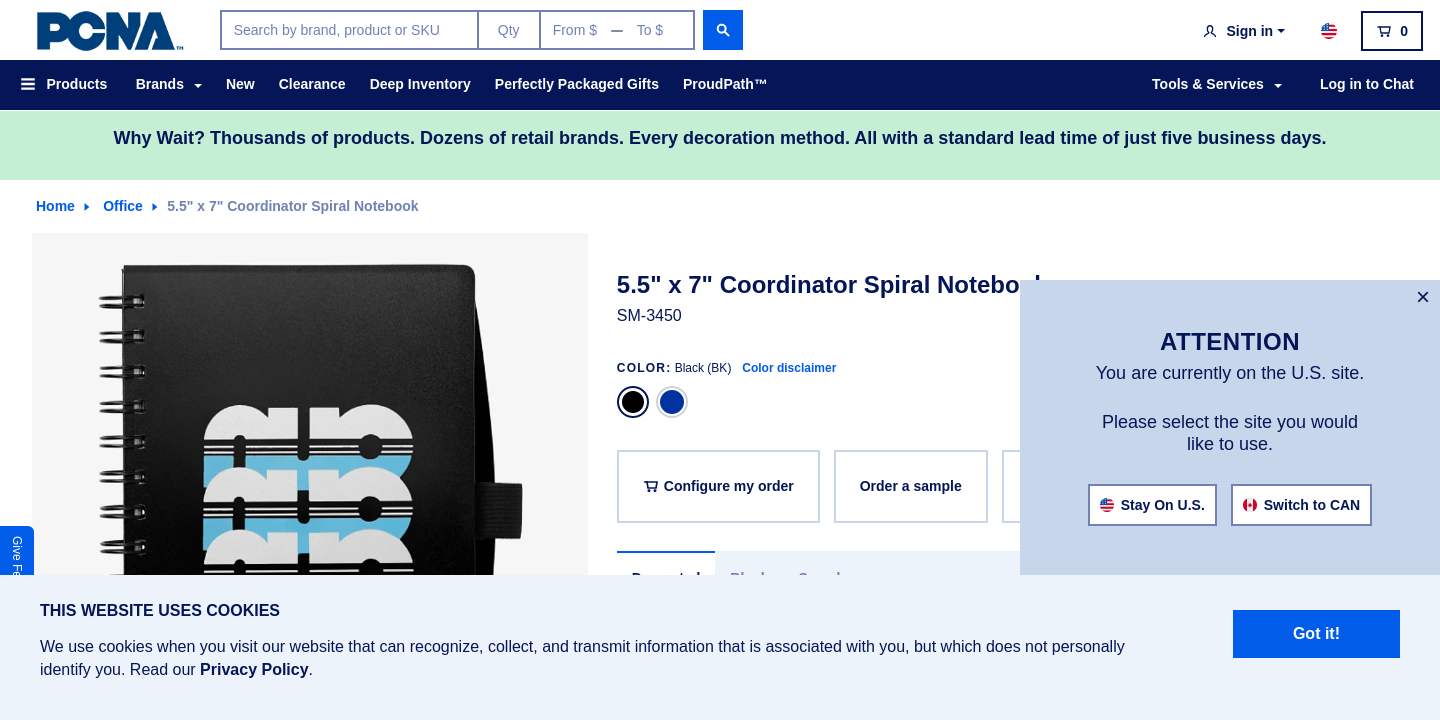 PCNA™
Search by brand, product or SKU
Qty
From $ — To $
Sign in
0
Products
Brands
New
Clearance
Deep Inventory
Perfectly Packaged Gifts
ProudPath™
Tools & Services
Log in to Chat
Why Wait? Thousands of products. Dozens of retail brands. Every decoration method. All with a standard lead time of just five business days.
Home
Office
5.5" x 7" Coordinator Spiral Notebook
5.5" x 7" Coordinator Spiral Notebook
SM-3450
COLOR: Black (BK) Color disclaimer
Configure my order
Order a sample
×
ATTENTION
You are currently on the U.S. site.
Please select the site you would
like to use.
Stay On U.S.
Switch to CAN
Give
THIS WEBSITE USES COOKIES
We use cookies when you visit our website that can recognize, collect, and transmit information that is associated with you, but which does not personally
identify you. Read our Privacy Policy.
Got it!